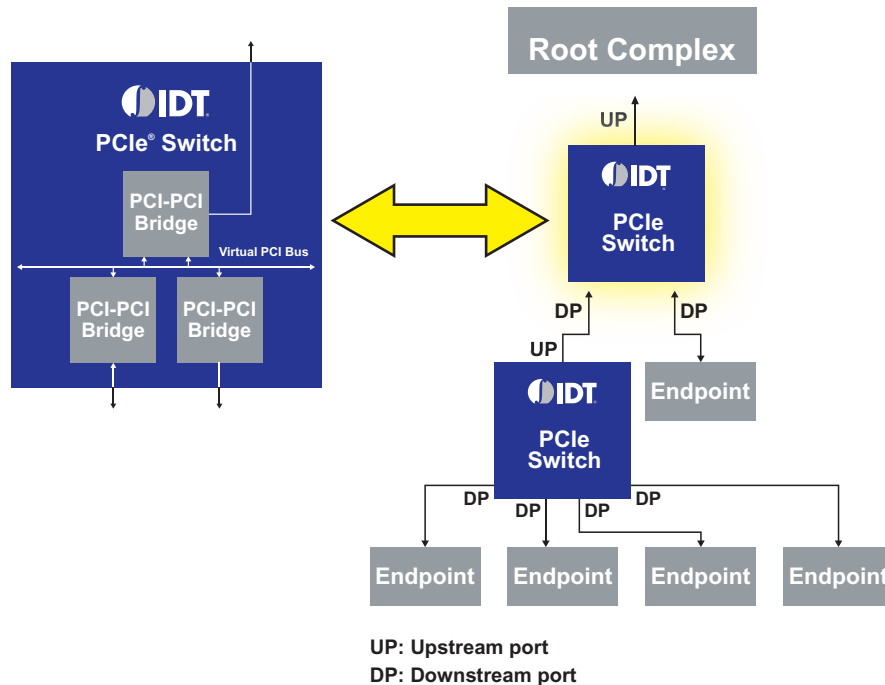 IDT
PCIe® Switch
PCI-PCI
Bridge
Virtual PCI Bus
PCI-PCI
Bridge
PCI-PCI
Bridge
Root Complex
UP
IDT
PCIe
Switch
DP
DP
UP
Endpoint
IDT
PCIe
Switch
DP
DP
DP
DP
Endpoint
Endpoint
Endpoint
Endpoint
UP: Upstream port
DP: Downstream port